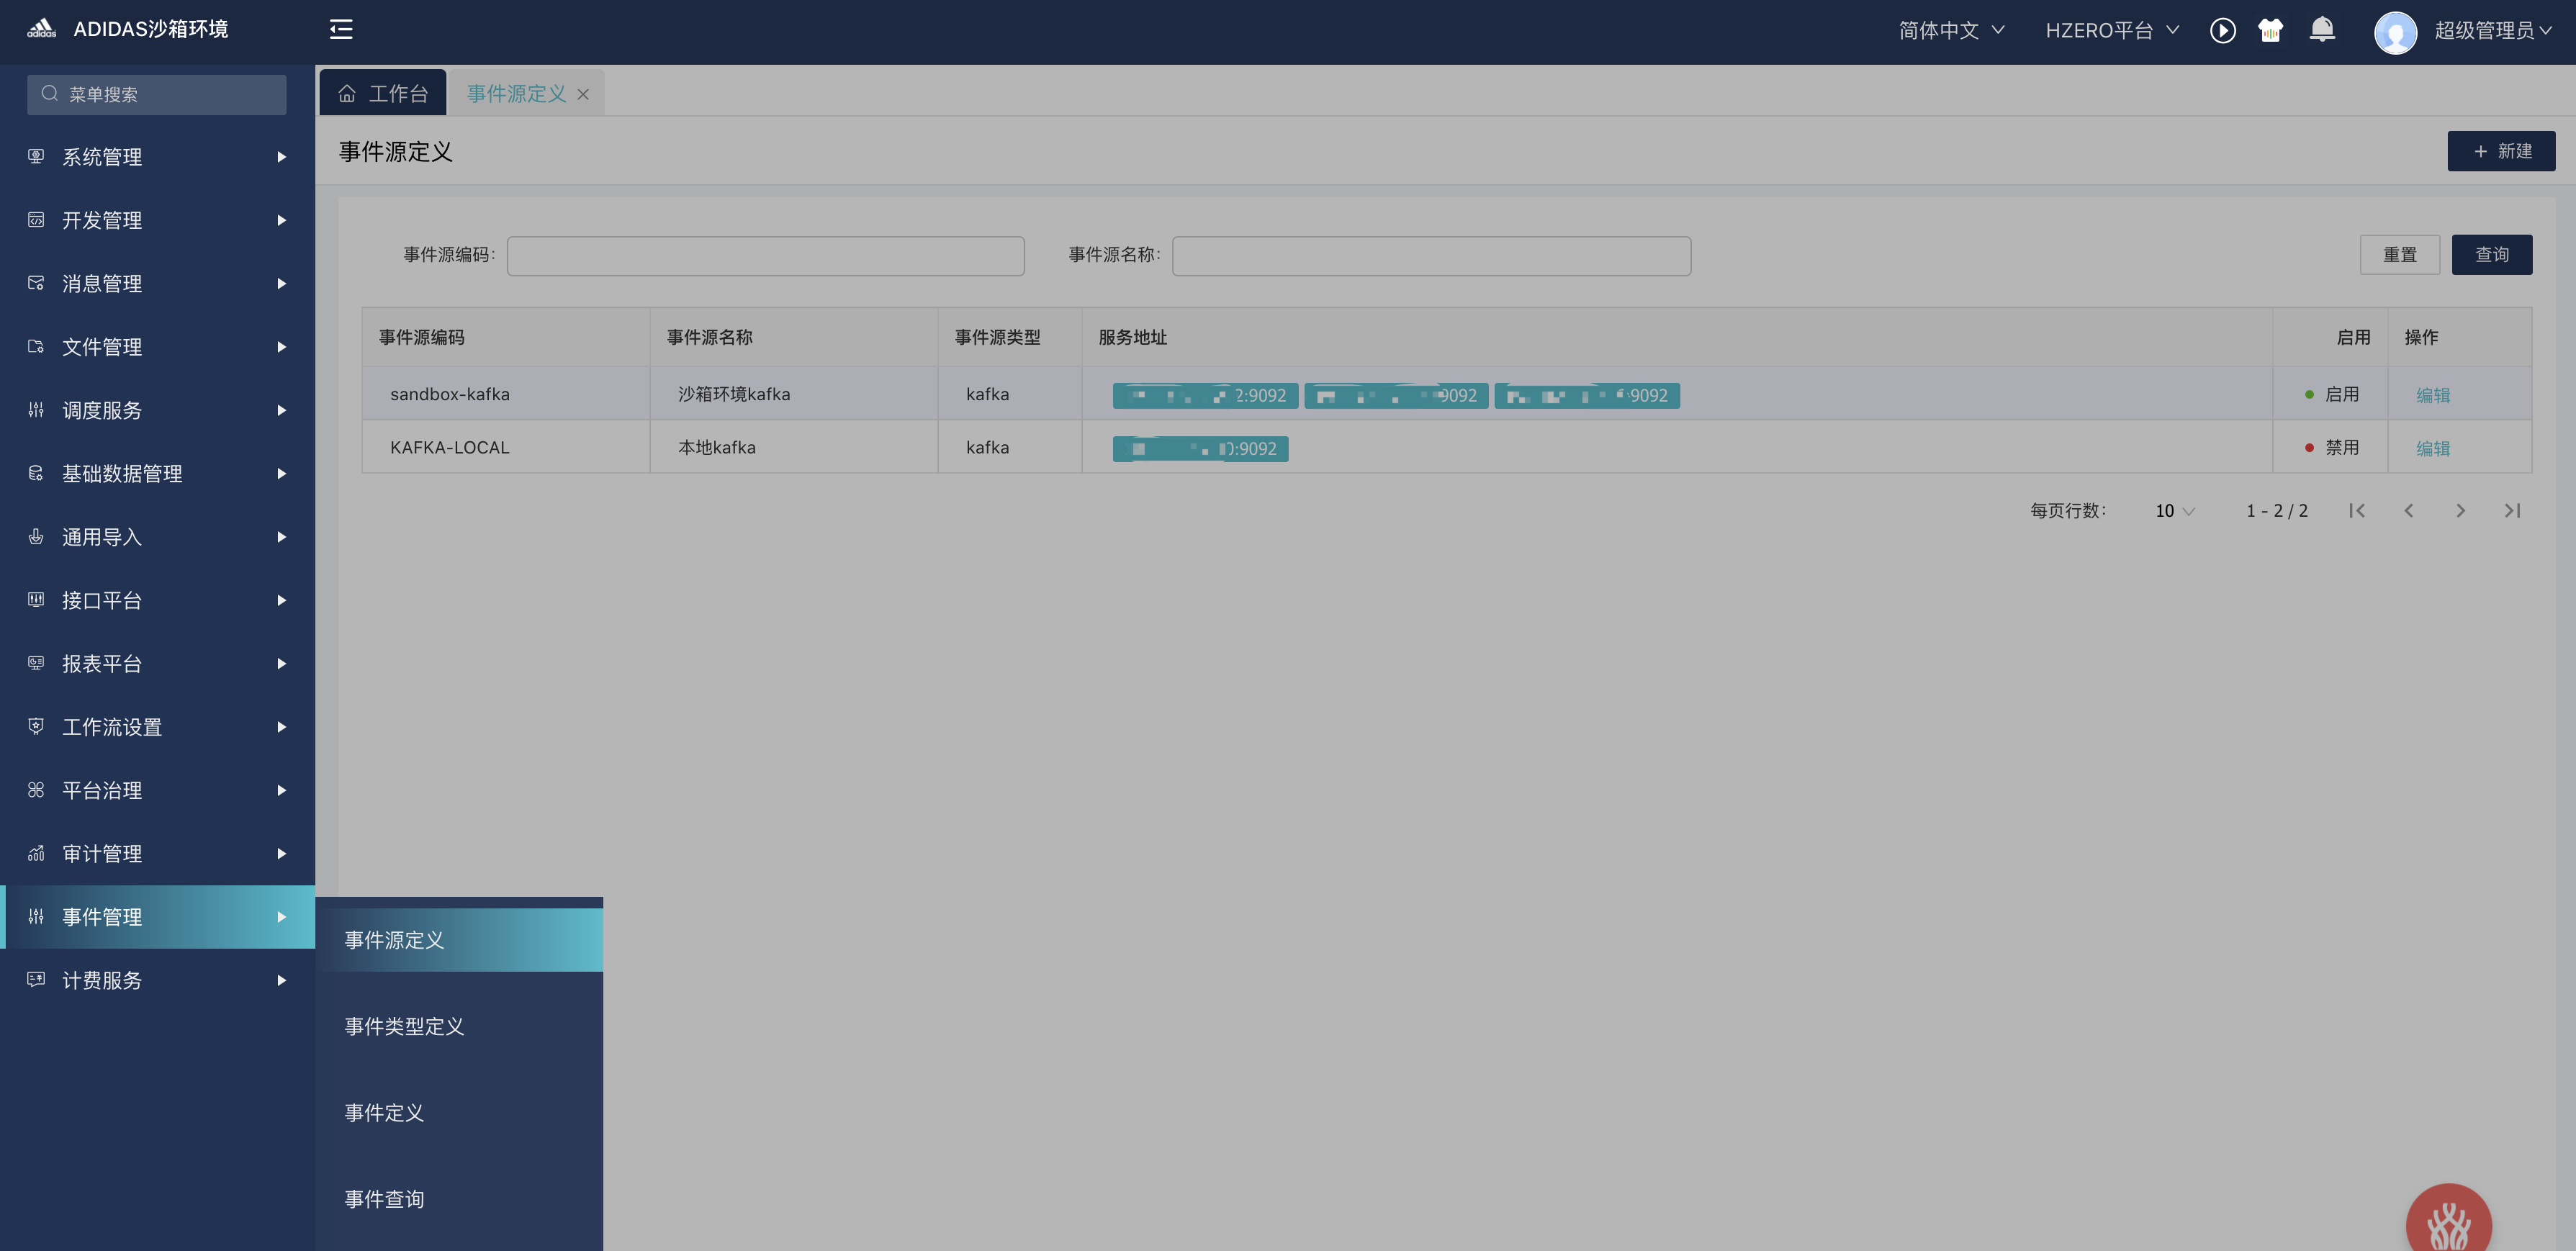 adidas ADIDAS沙箱环境 简体中文 HZERO平台 超级管理员
菜单搜索
系统管理
开发管理
消息管理
文件管理
调度服务
基础数据管理
通用导入
接口平台
报表平台
工作流设置
平台治理
审计管理
事件管理
计费服务
事件源定义
事件类型定义
事件定义
事件查询
工作台 事件源定义
事件源定义 新建
事件源编码: 事件源名称: 重置 查询
事件源编码 事件源名称 事件源类型 服务地址 启用 操作
sandbox-kafka 沙箱环境kafka kafka 2:9092 9092 :9092 启用 编辑
KAFKA-LOCAL 本地kafka kafka :9092 禁用 编辑
每页行数: 10 1 - 2 / 2